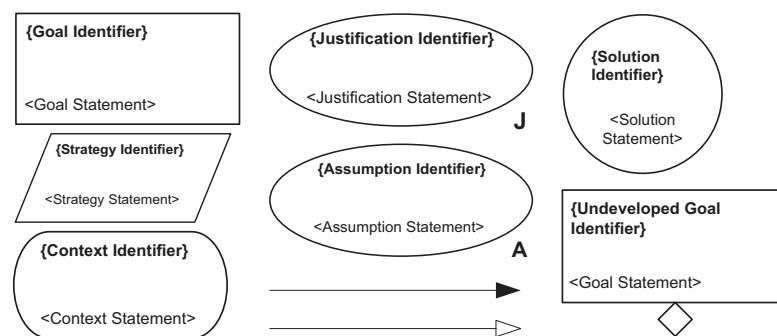 {Goal Identifier}
<Goal Statement>
{Strategy Identifier}
<Strategy Statement>
{Context Identifier}
<Context Statement>
{Justification Identifier}
<Justification Statement>
J
{Assumption Identifier}
<Assumption Statement>
A
{Solution
Identifier}
<Solution
Statement>
{Undeveloped Goal
Identifier}
<Goal Statement>